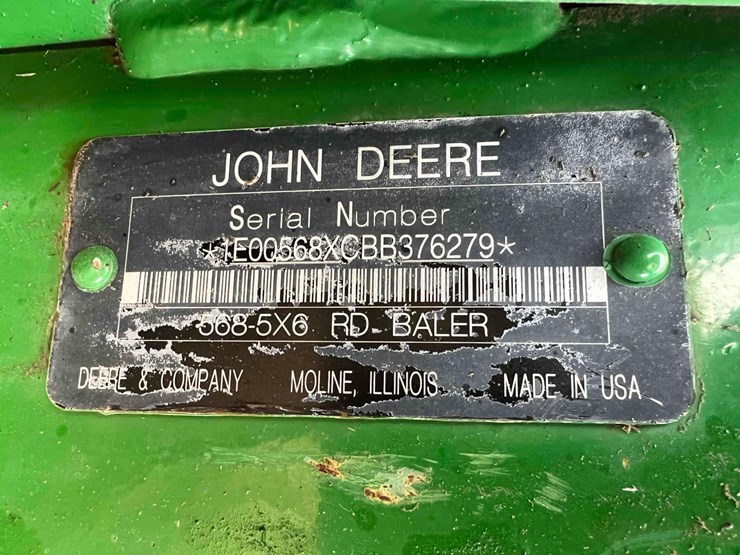 JOHN DEERE
Serial Number
*1E00568XCBB376279*
568-5X6 RD BALER
DEERE & COMPANY MOLINE, ILLINOIS MADE IN USA